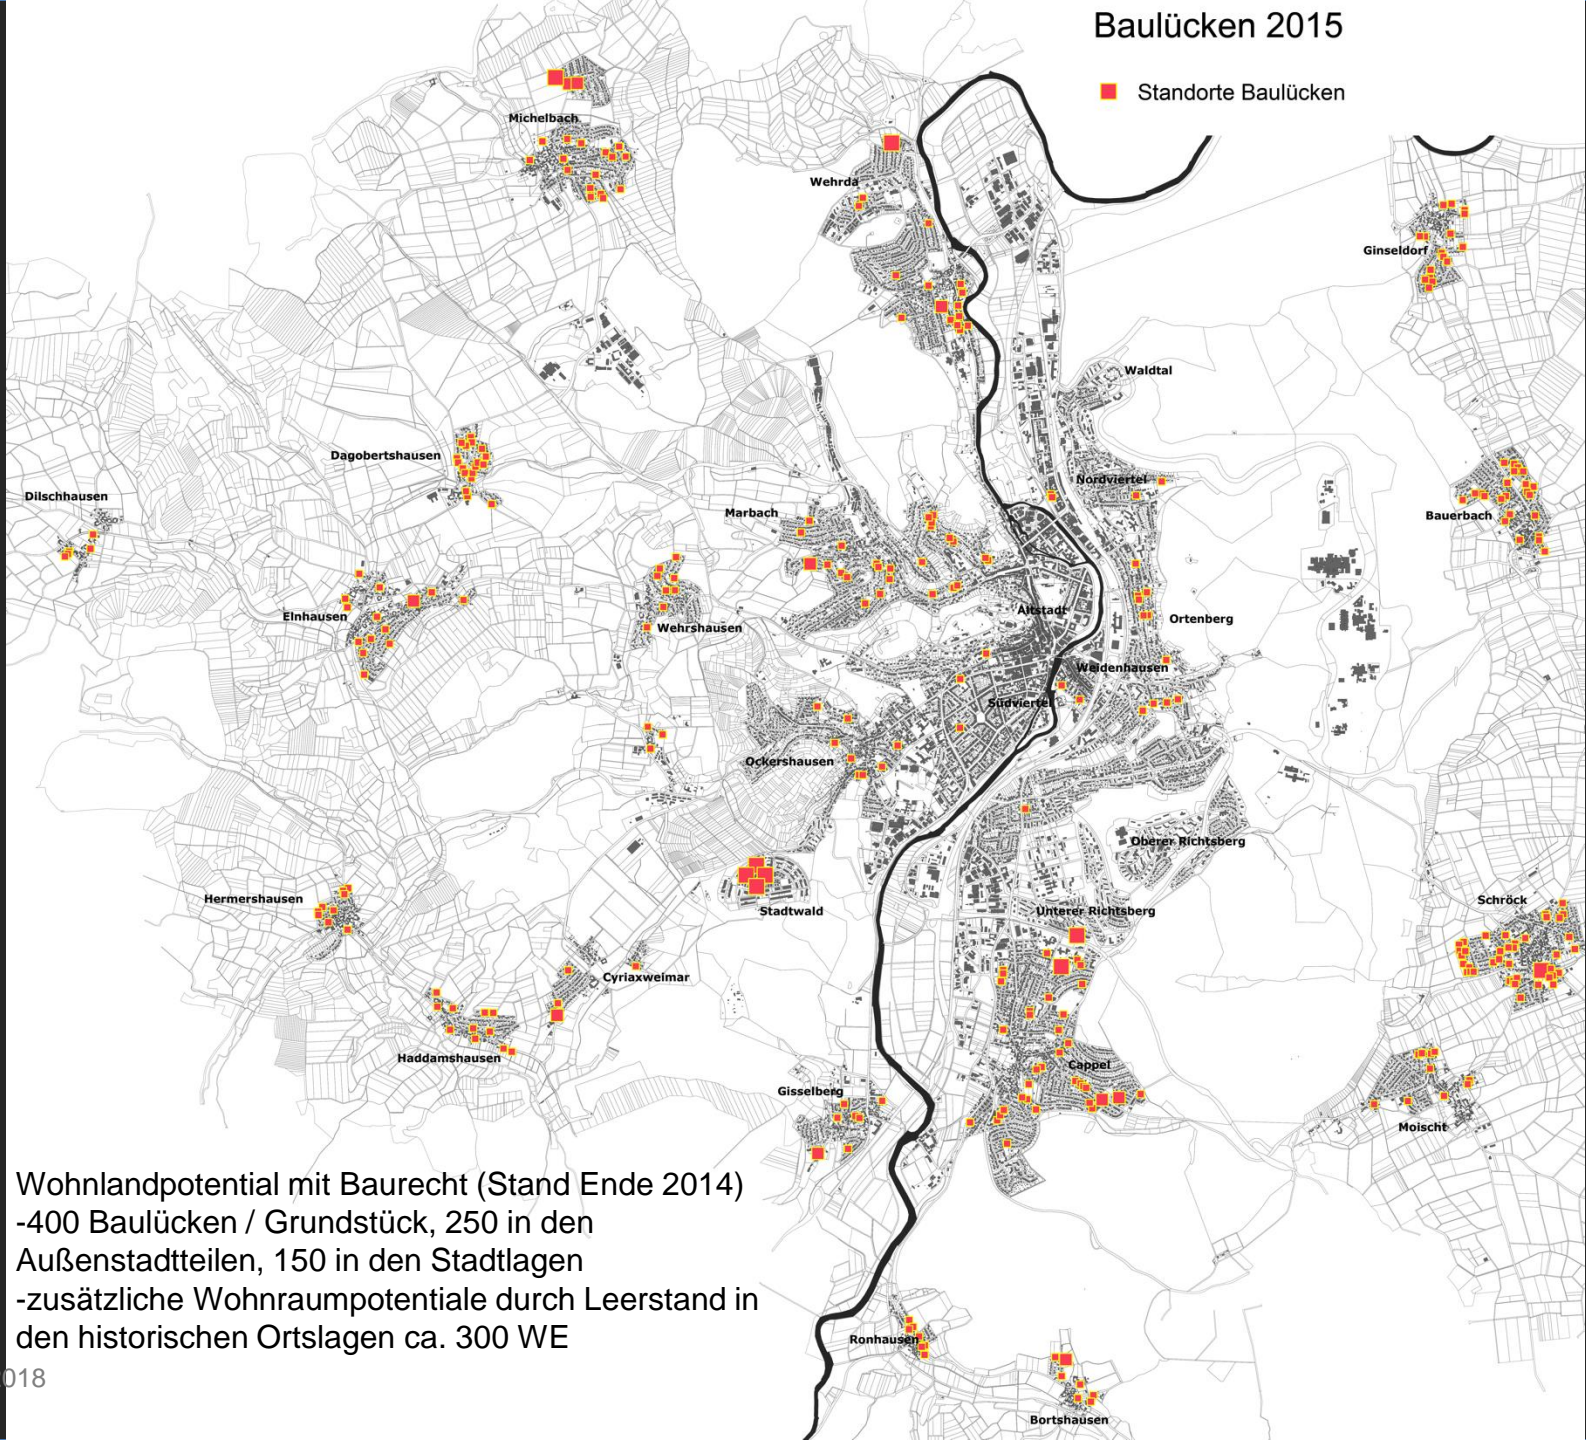 Baulücken 2015
Standorte Baulücken
Michelbach
Wehrda
Ginseldorf
Waldtal
Dagobertshausen
Nordviertel
Dilschhausen
Marbach
Bauerbach
Altstadt
Elnhausen
Ortenberg
Wehrshausen
Weidenhausen
Südviertel
Ockershausen
Oberer Richtsberg
Hermershausen
Schröck
Stadtwald
Unterer Richtsberg
Cyriaxweimar
Haddamshausen
Cappel
Gisselberg
Moischt
Wohnlandpotential mit Baurecht (Stand Ende 2014)
-400 Baulücken / Grundstück, 250 in den
Außenstadtteilen, 150 in den Stadtlagen
-zusätzliche Wohnraumpotentiale durch Leerstand in
den historischen Ortslagen ca. 300 WE
Ronhausen
018
Bortshausen